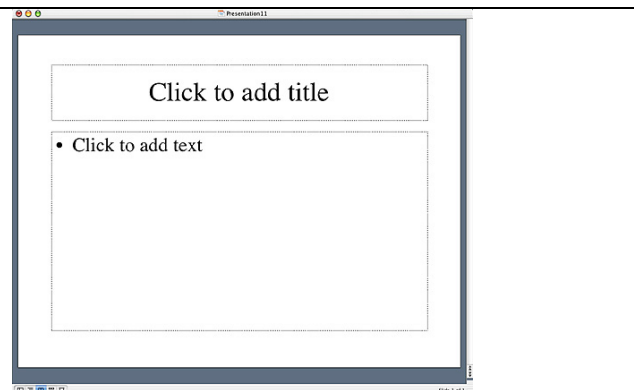 Presentation11
Click to add title
• Click to add text